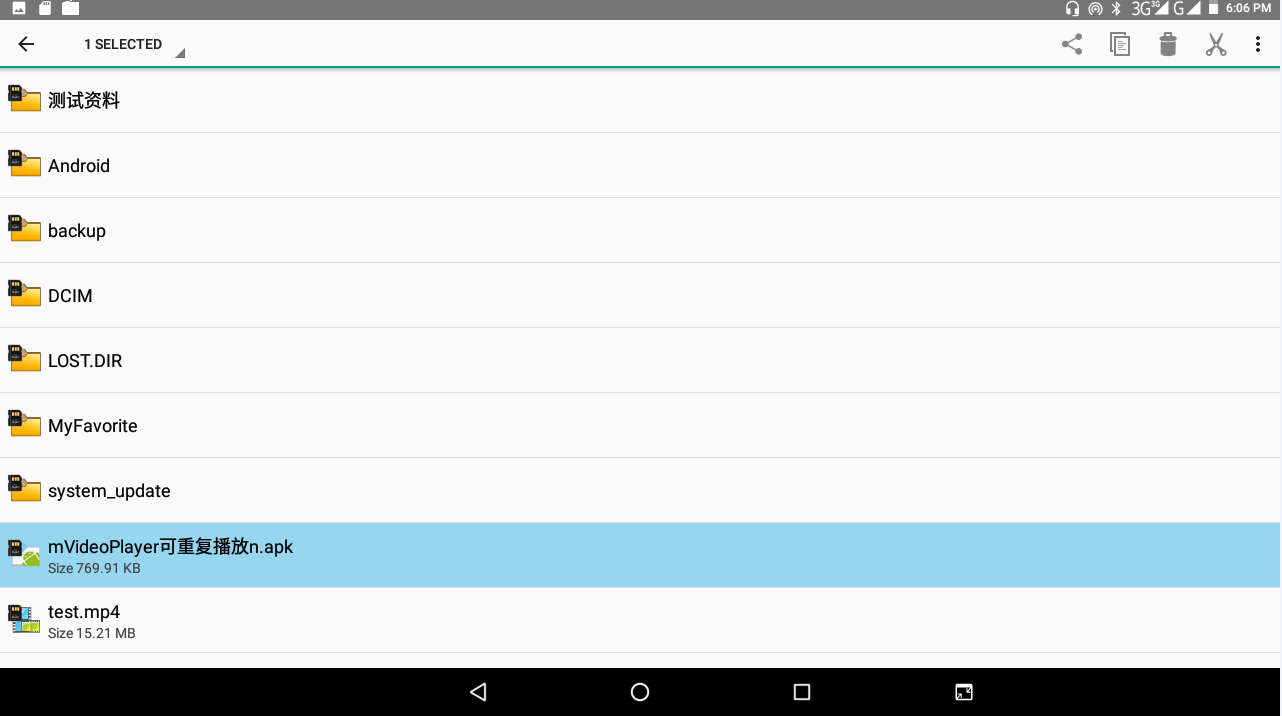 3G 3G G 6:06 PM
1 SELECTED
测试资料
Android
backup
DCIM
LOST.DIR
MyFavorite
system_update
mVideoPlayer可重复播放n.apk
Size 769.91 KB
test.mp4
Size 15.21 MB